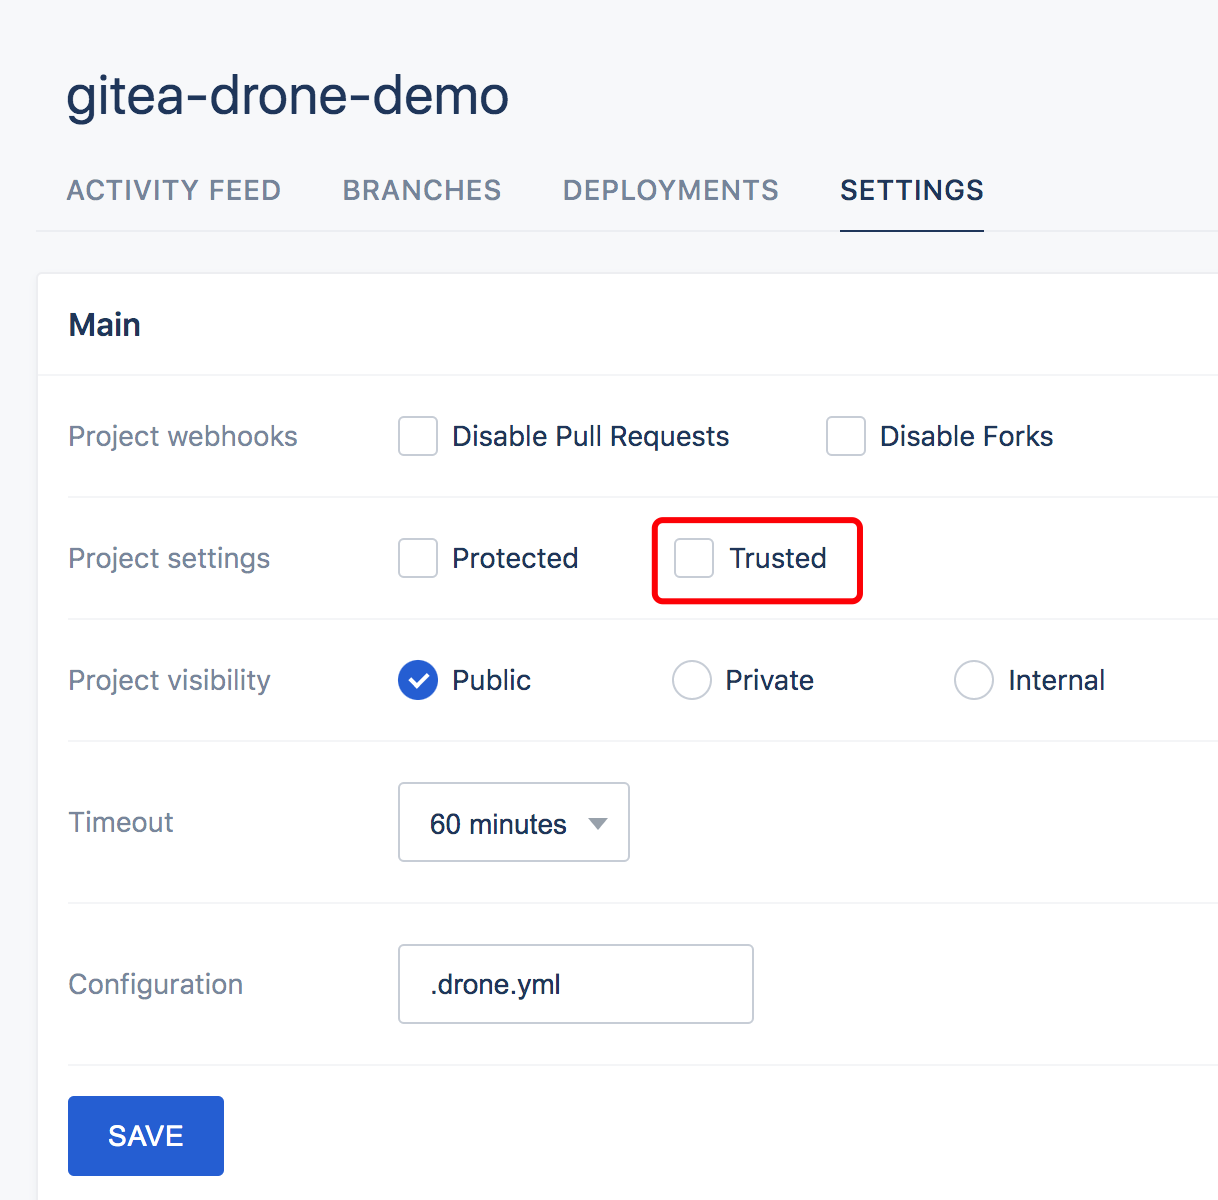 gitea-drone-demo
ACTIVITY FEED BRANCHES DEPLOYMENTS SETTINGS
Main
Project webhooks Disable Pull Requests Disable Forks
Project settings Protected Trusted
Project visibility Public Private Internal
Timeout 60 minutes
Configuration .drone.yml
SAVE